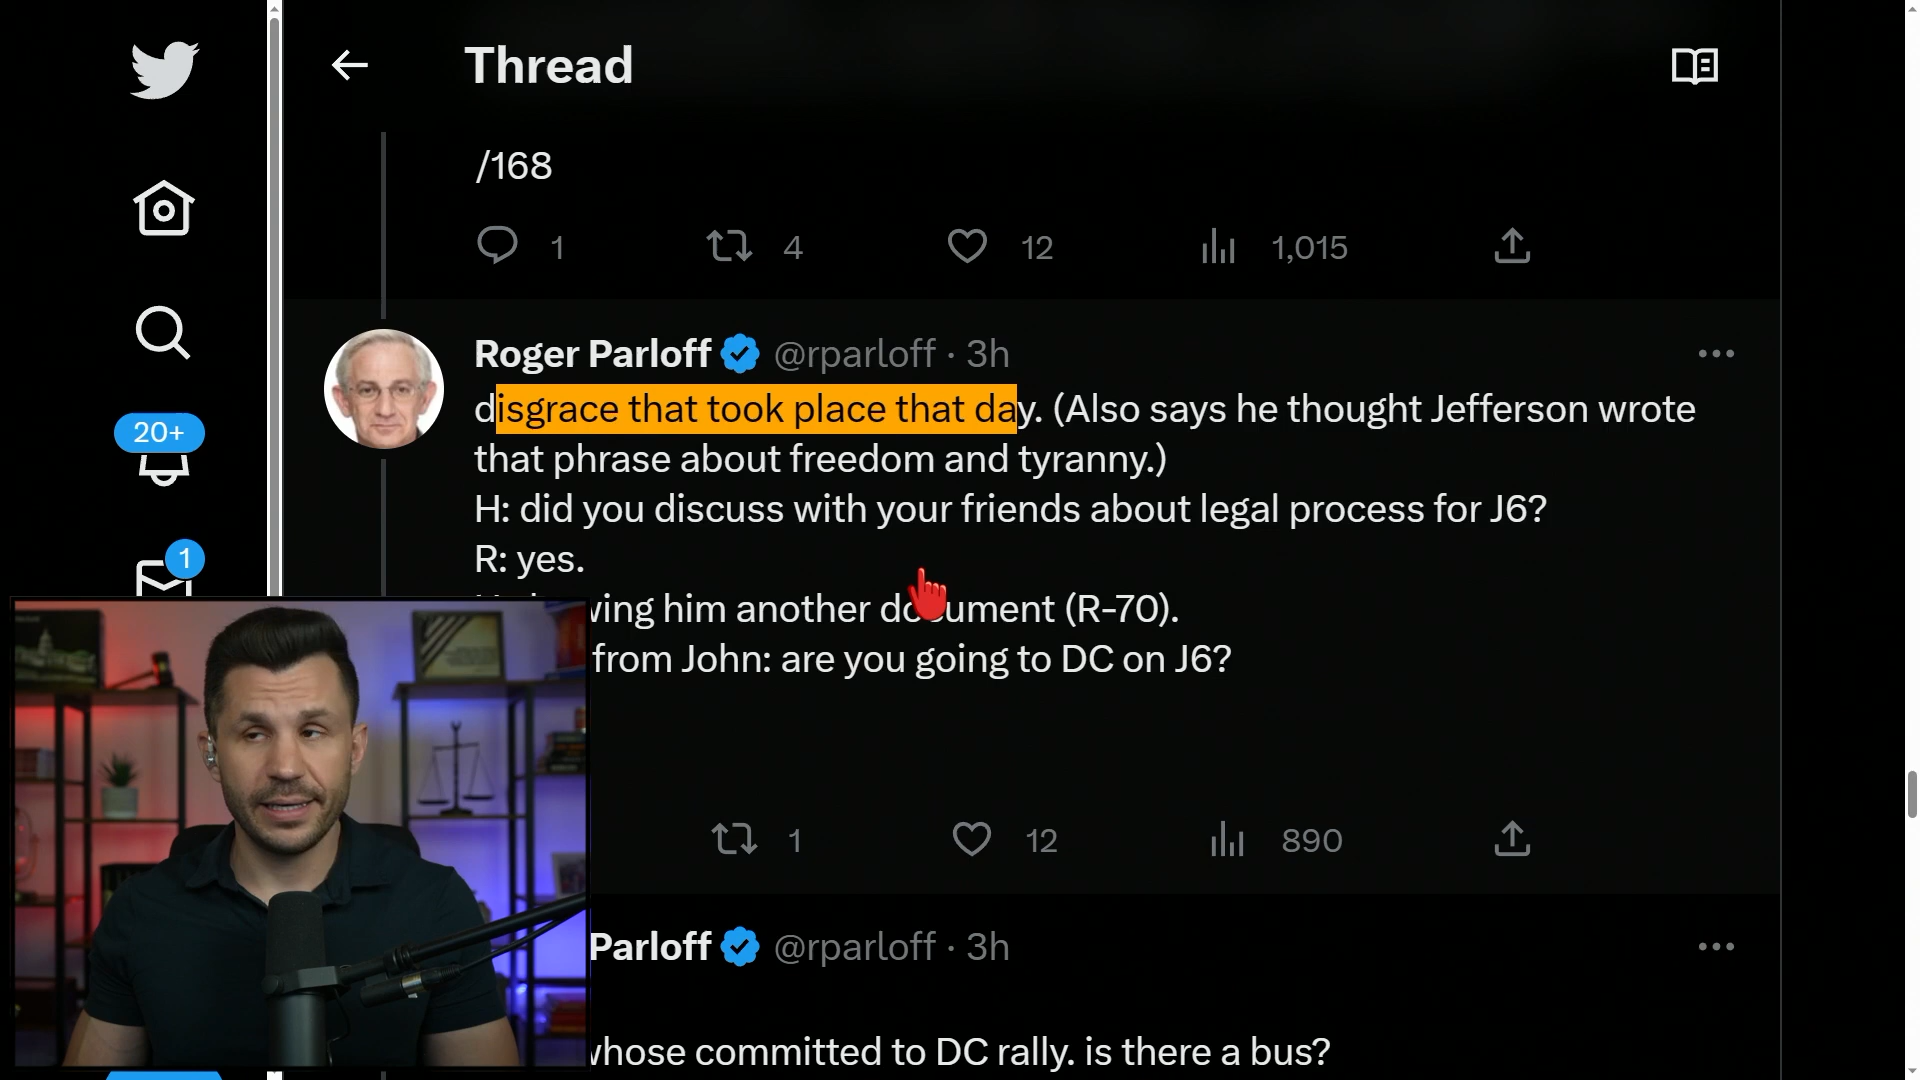 Thread
/168
1 4 12 1,015
Roger Parloff @rparloff · 3h
disgrace that took place that day. (Also says he thought Jefferson wrote
that phrase about freedom and tyranny.)
H: did you discuss with your friends about legal process for J6?
R: yes.
him another document (R-70).
from John: are you going to DC on J6?
1 12 890
Parloff @rparloff · 3h
whose committed to DC rally. is there a bus?
20+
1